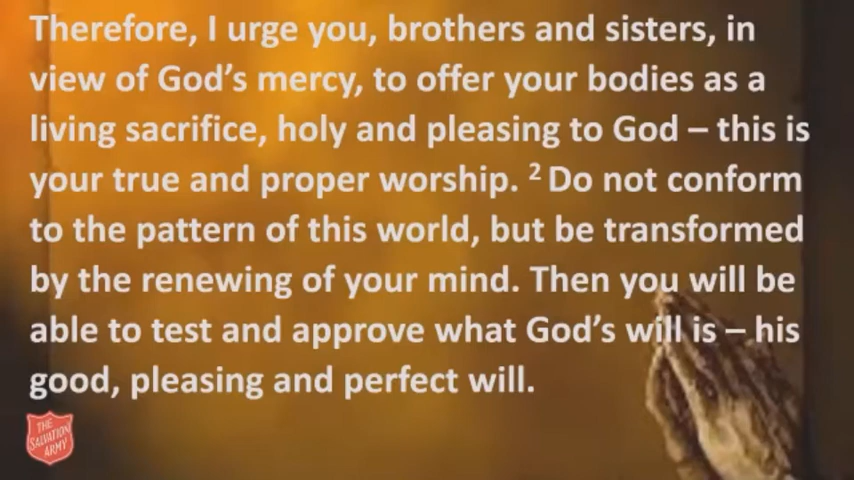 Therefore, I urge you, brothers and sisters, in
view of God’s mercy, to offer your bodies as a
living sacrifice, holy and pleasing to God – this is
your true and proper worship. ² Do not conform
to the pattern of this world, but be transformed
by the renewing of your mind. Then you will be
able to test and approve what God’s will is – his
good, pleasing and perfect will.
THE
SALVATION
ARMY